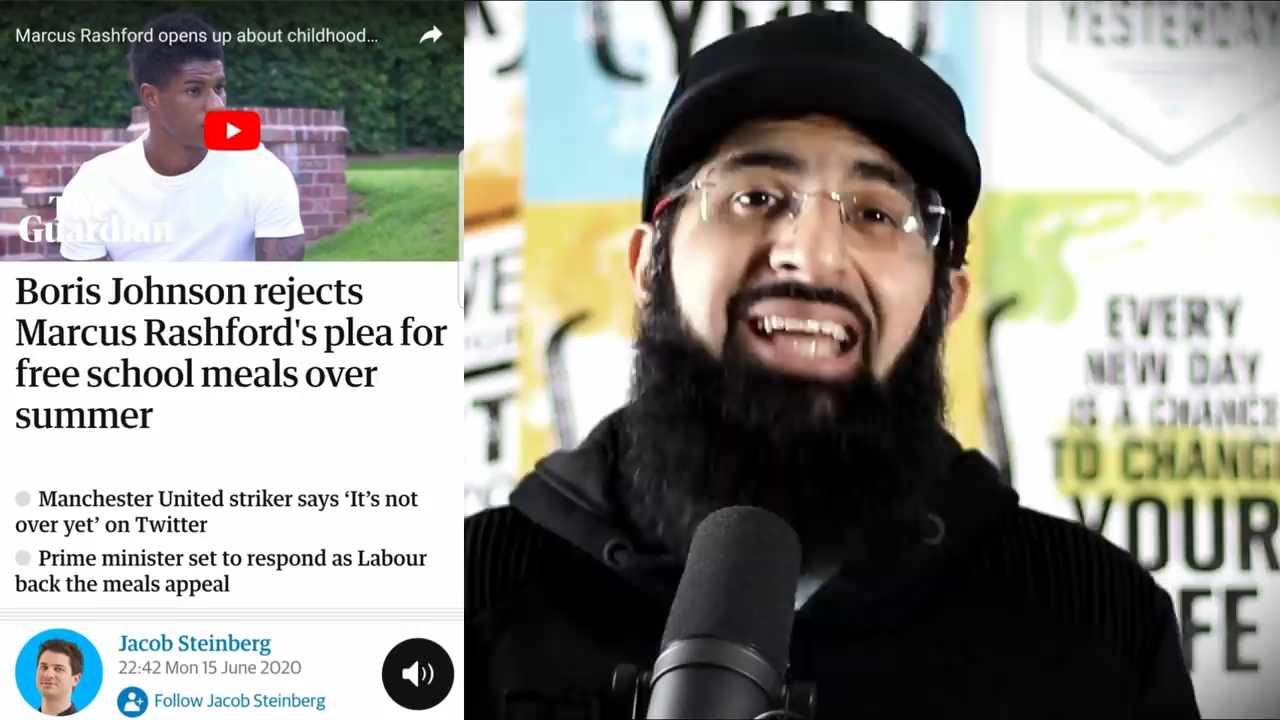 Marcus Rashford opens up about childhood…
Guardian
Boris Johnson rejects
Marcus Rashford's plea for
free school meals over
summer
Manchester United striker says ‘It’s not
over yet’ on Twitter
Prime minister set to respond as Labour
back the meals appeal
Jacob Steinberg
22:42 Mon 15 June 2020
Follow Jacob Steinberg
YOU
YESTERDAY
EVERY
NEW DAY
IS A CHANCE
TO CHANGE
YOUR